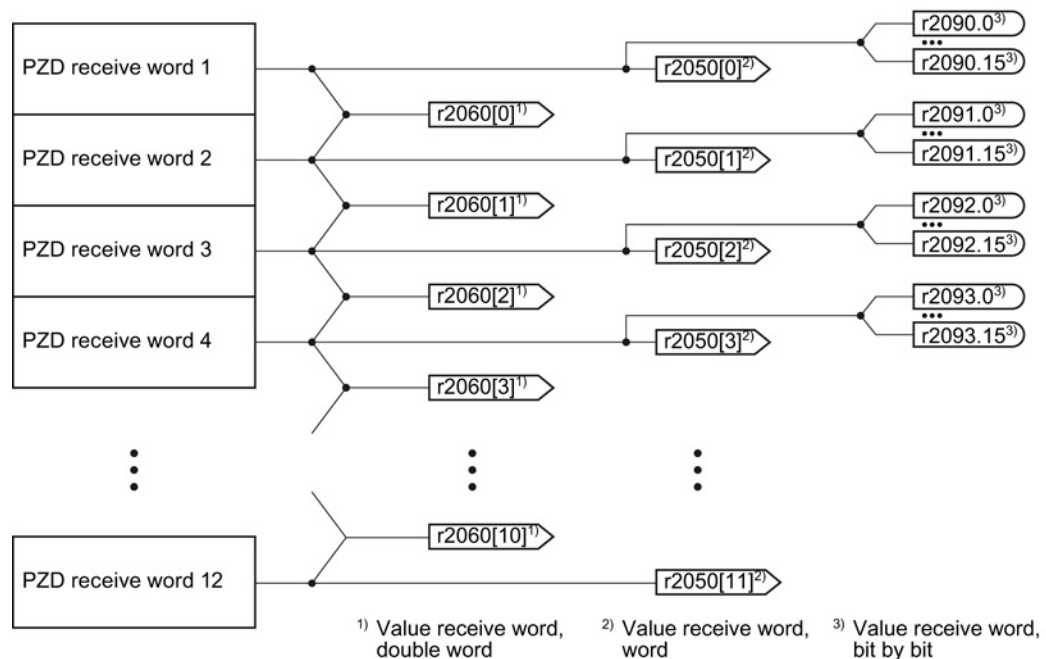 PZD receive word 1
r2050[0]²⁾
r2090.0³⁾
•••
r2090.15³⁾
r2060[0]¹⁾
PZD receive word 2
r2050[1]²⁾
r2091.0³⁾
•••
r2091.15³⁾
r2060[1]¹⁾
PZD receive word 3
r2050[2]²⁾
r2092.0³⁾
•••
r2092.15³⁾
r2060[2]¹⁾
PZD receive word 4
r2050[3]²⁾
r2093.0³⁾
•••
r2093.15³⁾
r2060[3]¹⁾
r2060[10]¹⁾
PZD receive word 12
r2050[11]²⁾
¹⁾ Value receive word,
double word
²⁾ Value receive word,
word
³⁾ Value receive word,
bit by bit